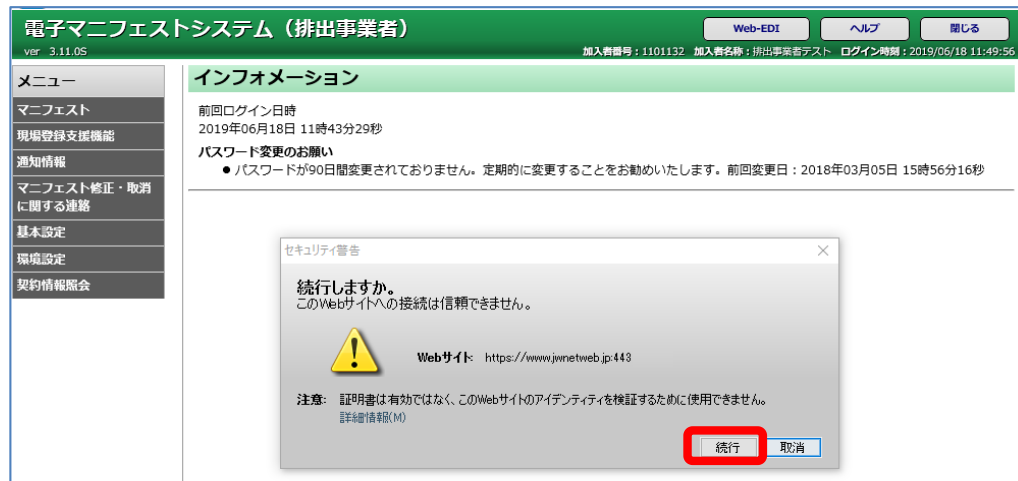 電子マニフェストシステム（排出事業者）
Web-EDI
ヘルプ
閉じる
ver 3.11.0S
加入者番号：1101132 加入者名称：排出事業者テスト ログイン時刻：2019/06/18 11:49:56
メニュー
マニフェスト
現場登録支援機能
通知情報
マニフェスト修正・取消
に関する連絡
基本設定
環境設定
契約情報照会
インフォメーション
前回ログイン日時
2019年06月18日 11時43分29秒
パスワード変更のお願い
● パスワードが90日間変更されておりません。定期的に変更することをお勧めいたします。前回変更日：2018年03月05日 15時56分16秒
セキュリティ警告
続行しますか。
このWebサイトへの接続は信頼できません。
Webサイト: https://www.jwnetweb.jp:443
注意: 証明書は有効ではなく、このWebサイトのアイデンティティを検証するために使用できません。
詳細情報(M)
続行
取消